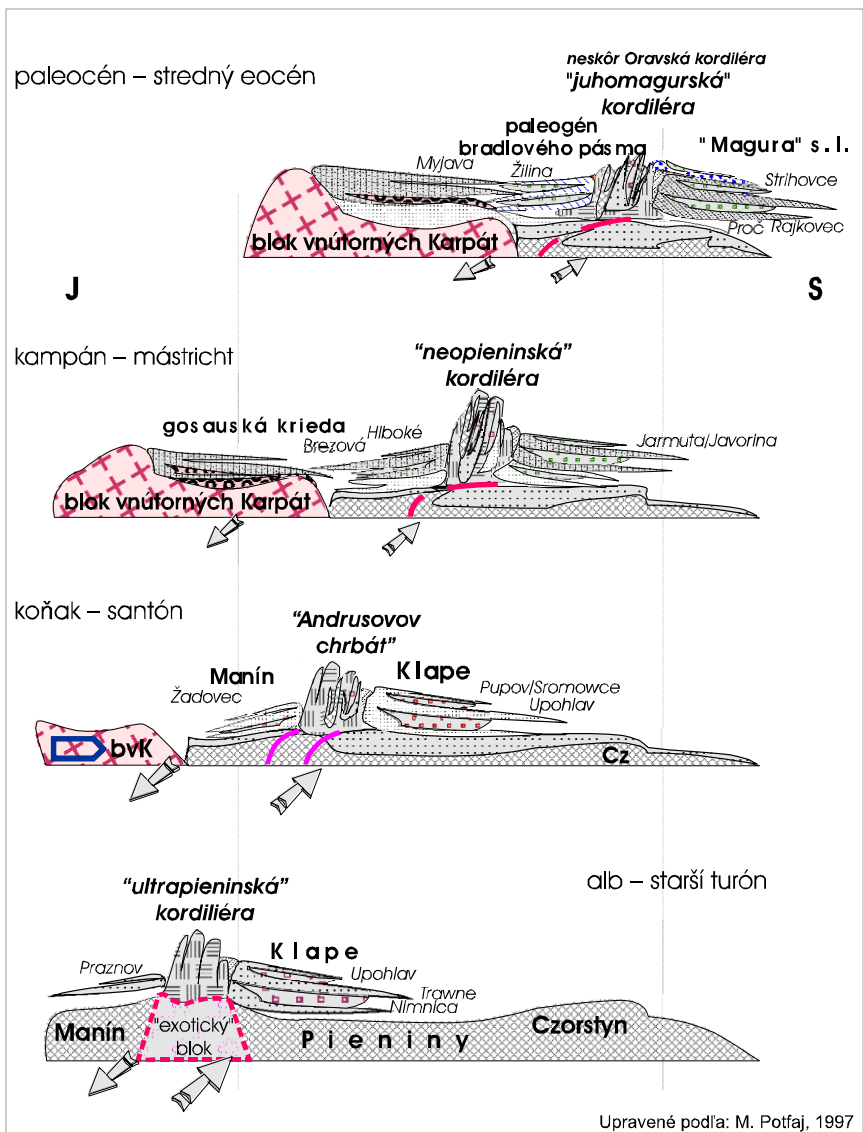 paleocén – stredný eocén
neskôr Oravská kordiléra
"juhomagurská"
kordiléra
paleogén
bradlového pásma
"Magura" s.l.
Myjava
Žilina
Strihovce
Proč
Rajkovec
blok vnútorných Karpát
J
S
kampán – mástricht
“neopieninská”
kordiléra
gosauská krieda
Brezová
Hlboké
Jarmuta/Javorina
blok vnútorných Karpát
koňak – santón
“Andrusovov
chrbát”
Manín
Klape
Žadovec
Pupov/Sromowce
Upohlav
bvK
Cz
alb – starší turón
“ultrapieninská”
kordiliéra
Klape
Praznov
Upohlav
Trawne
Nimnica
Manín
"exotický"
blok
Pieniny
Czorstyn
Upravené podľa: M. Potfaj, 1997